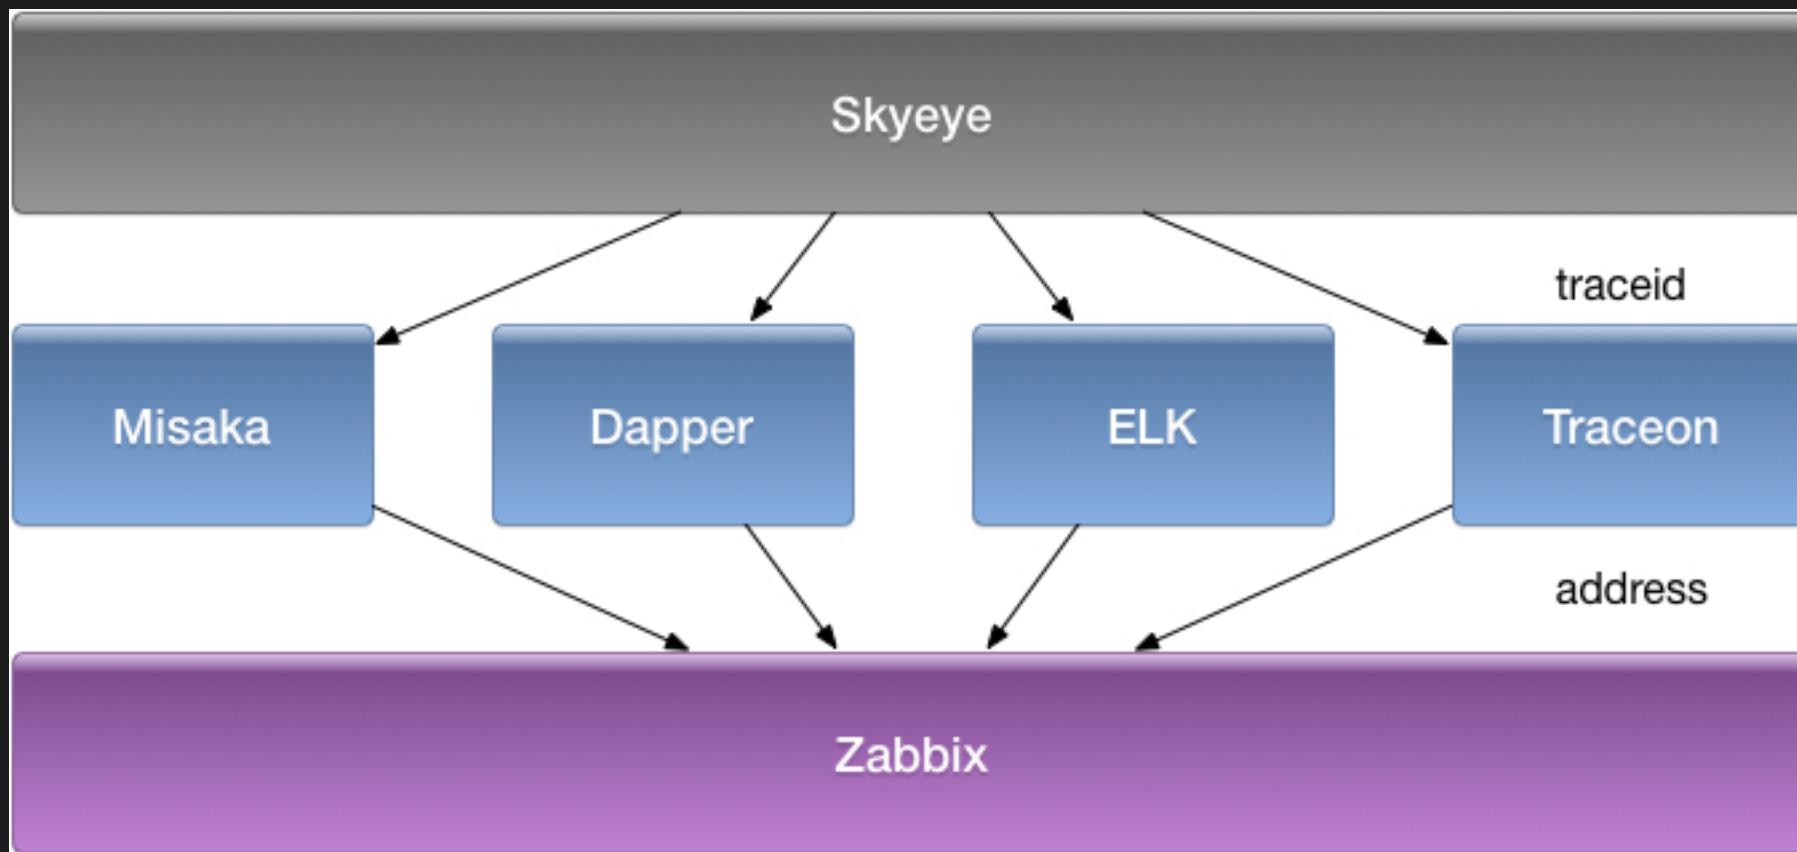 Skyeye
traceid
Misaka
Dapper
ELK
Traceon
address
Zabbix